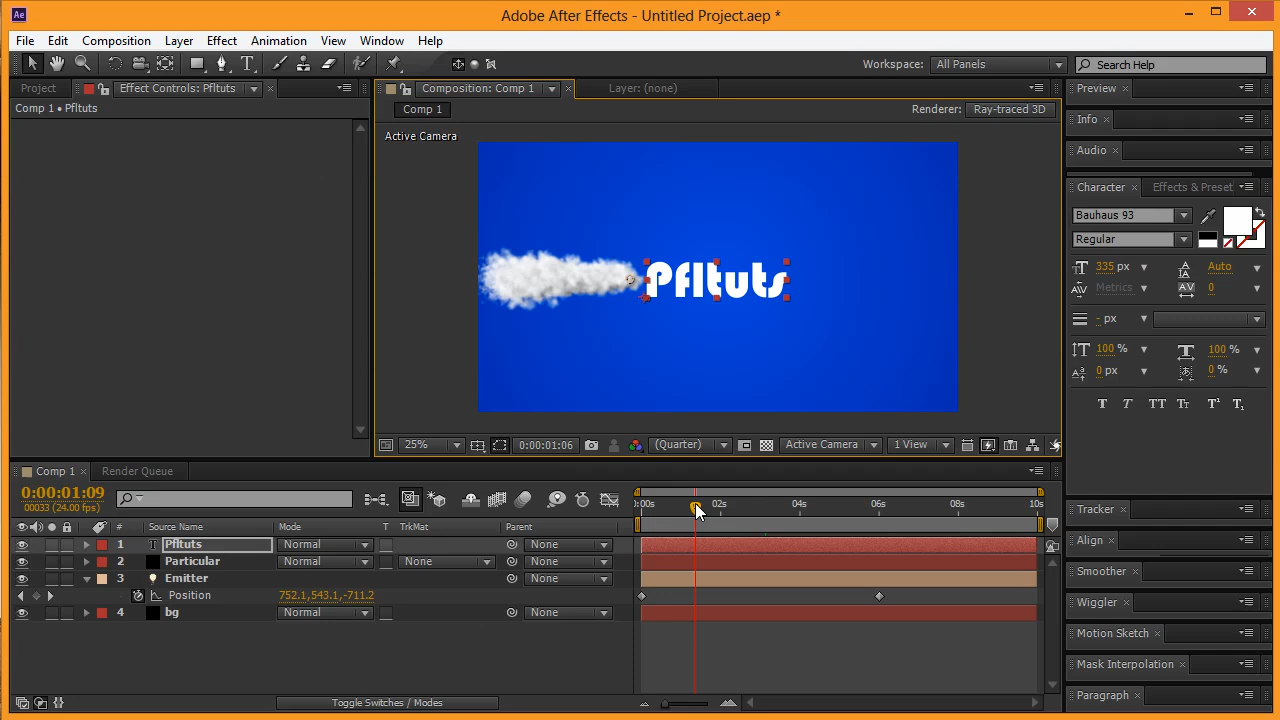 Ae Adobe After Effects - Untitled Project.aep *
File Edit Composition Layer Effect Animation View Window Help
Workspace: All Panels Search Help
Project Effect Controls: Pfltuts Composition: Comp 1 Layer: (none) Preview
Comp 1 • Pfltuts Comp 1 Renderer: Ray-traced 3D Info
Active Camera
Audio
Character Effects & Preset
Bauhaus 93
Regular
335 px Auto
Metrics 0
- px
100 % 100 %
0 px 0 %
T T TT Tт T¹ T₁
Pfltuts
25% 0:00:01:06 (Quarter) Active Camera 1 View
Comp 1 Render Queue
0:00:01:09
00033 (24.00 fps)
:00s 02s 04s 06s 08s 10s
# Source Name Mode T TrkMat Parent
1 T Pfltuts Normal None
2 Particular Normal None None
3 Emitter None
Position 752.1,543.1,-711.2
4 bg Normal None
Toggle Switches / Modes
Tracker
Align
Smoother
Wiggler
Motion Sketch
Mask Interpolation
Paragraph